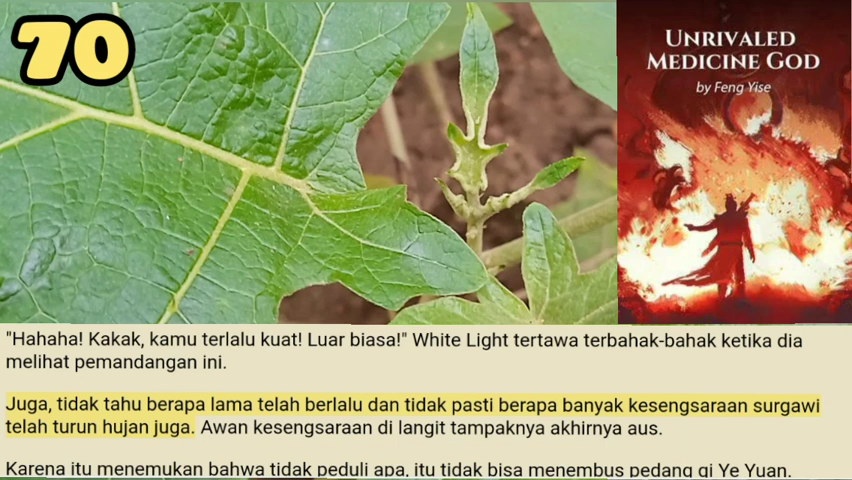 70
UNRIVALED
MEDICINE GOD
by Feng Yise
"Hahaha! Kakak, kamu terlalu kuat! Luar biasa!" White Light tertawa terbahak-bahak ketika dia
melihat pemandangan ini.
Juga, tidak tahu berapa lama telah berlalu dan tidak pasti berapa banyak kesengsaraan surgawi
telah turun hujan juga. Awan kesengsaraan di langit tampaknya akhirnya aus.
Karena itu menemukan bahwa tidak peduli apa, itu tidak bisa menembus pedang qi Ye Yuan.